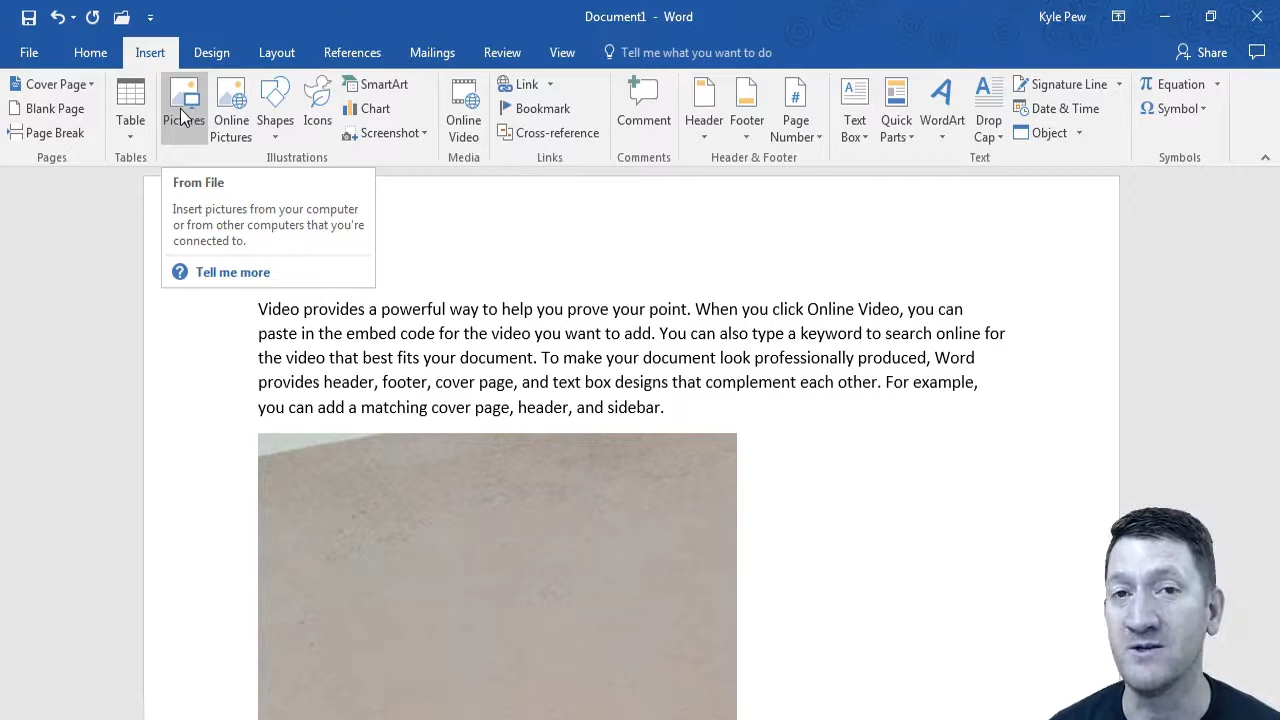 Document1 - Word
Kyle Pew
File Home Insert Design Layout References Mailings Review View Tell me what you want to do Share
Cover Page
Blank Page
Page Break
Pages
Table
Tables
Pictures
Online
Pictures
Shapes
Icons
SmartArt
Chart
Screenshot
Illustrations
Online
Video
Media
Link
Bookmark
Cross-reference
Links
Comment
Comments
Header
Footer
Page
Number
Header & Footer
Text
Box
Quick
Parts
WordArt
Drop
Cap
Signature Line
Date & Time
Object
Text
Equation
Symbol
Symbols
From File
Insert pictures from your computer
or from other computers that you're
connected to.
Tell me more
Video provides a powerful way to help you prove your point. When you click Online Video, you can
paste in the embed code for the video you want to add. You can also type a keyword to search online for
the video that best fits your document. To make your document look professionally produced, Word
provides header, footer, cover page, and text box designs that complement each other. For example,
you can add a matching cover page, header, and sidebar.